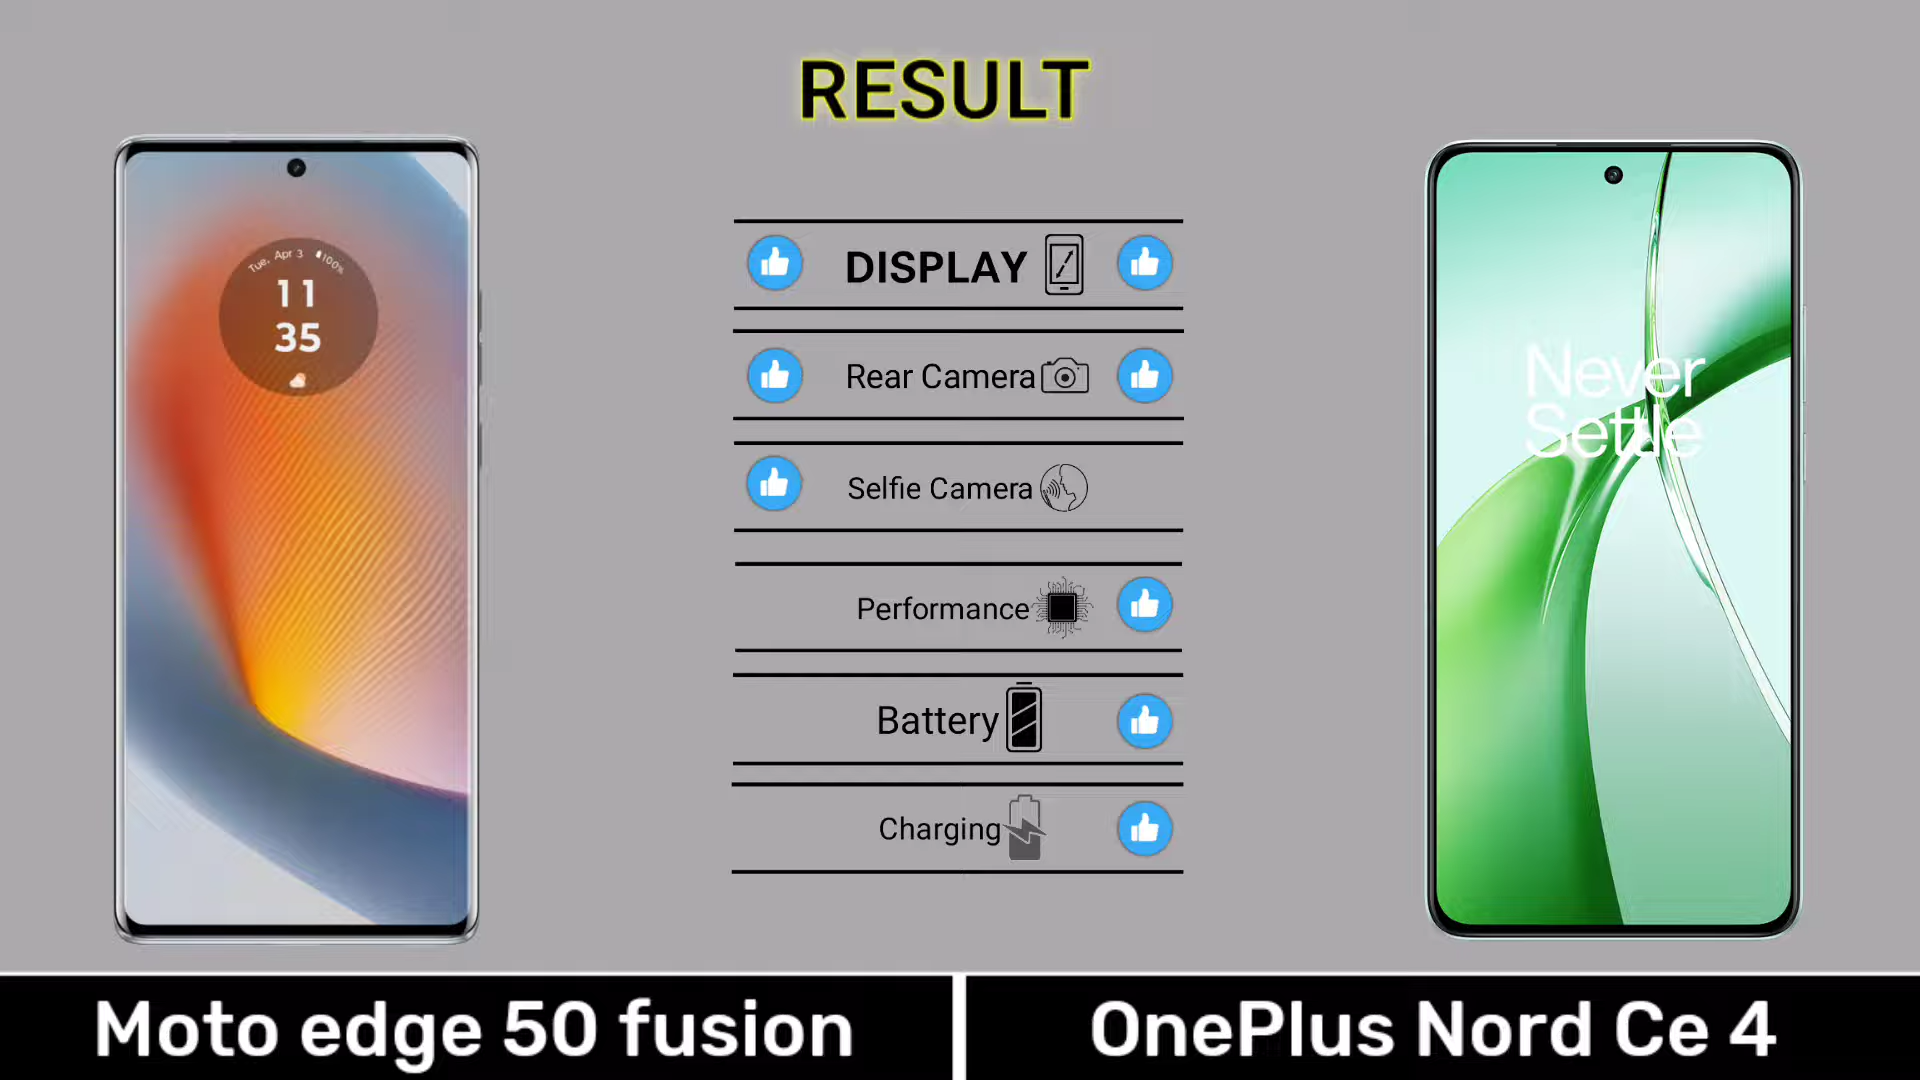 RESULT
Tue, Apr 3 100%
11
35
DISPLAY
Rear Camera
Selfie Camera
Performance
Battery
Charging
Never
Settle
Moto edge 50 fusion
OnePlus Nord Ce 4